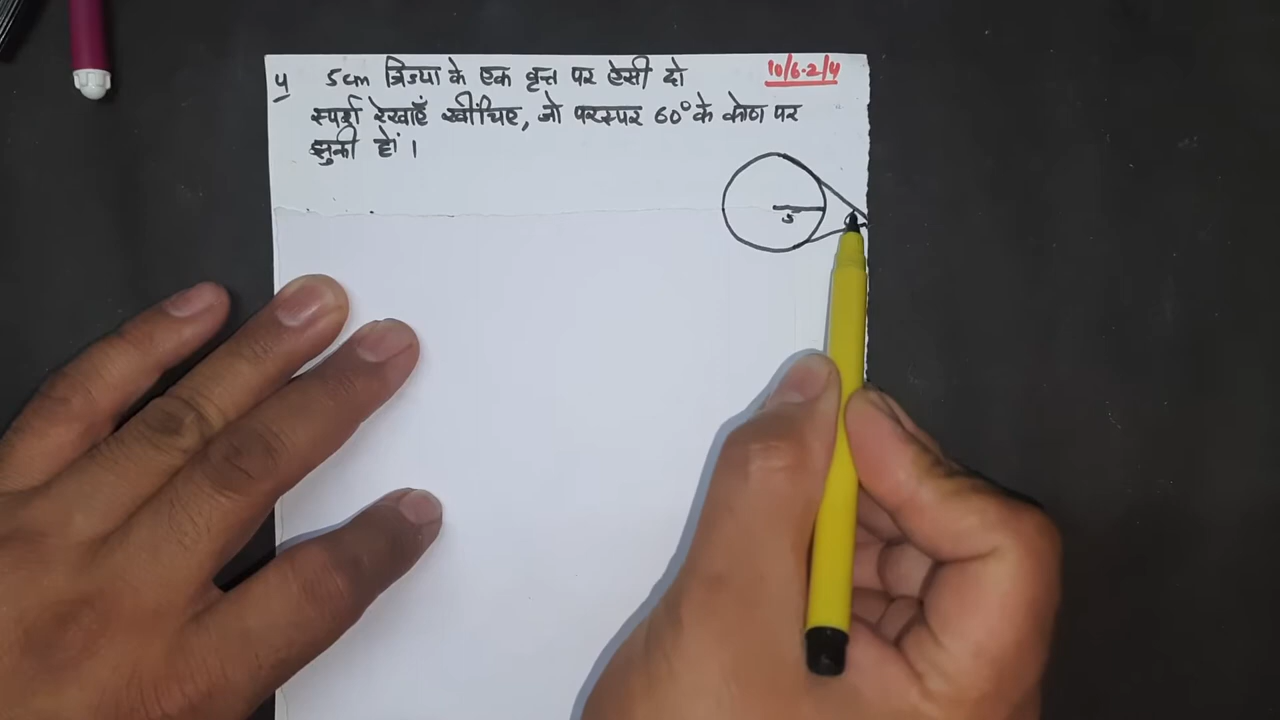 4 5cm त्रिज्या के एक वृत्त पर ऐसी दो
10/6.2/4
स्पर्श रेखाएँ खींचिए, जो परस्पर 60° के कोण पर
झुकी हों ।
5